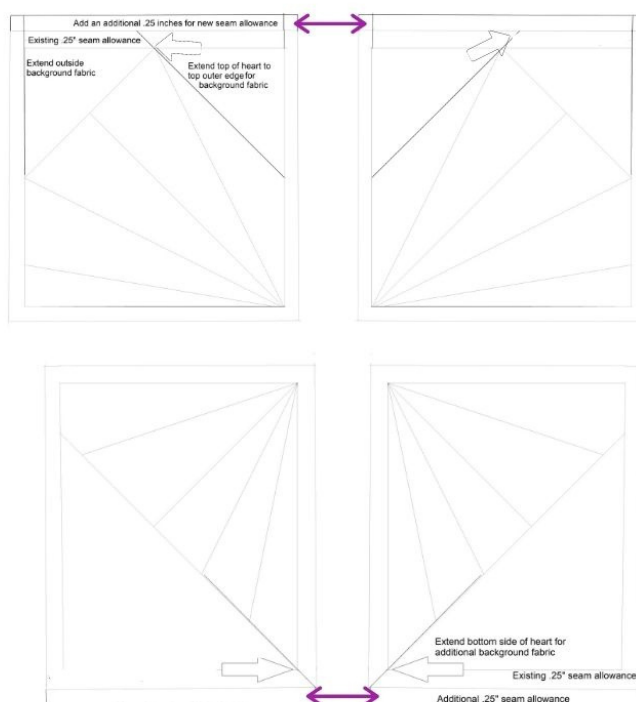 Add an additional .25 inches for new seam allowance
Existing .25" seam allowance
Extend outside
background fabric
Extend top of heart to
top outer edge for
background fabric
Extend bottom side of heart for
additional background fabric
Existing .25" seam allowance
Additional .25" seam allowance